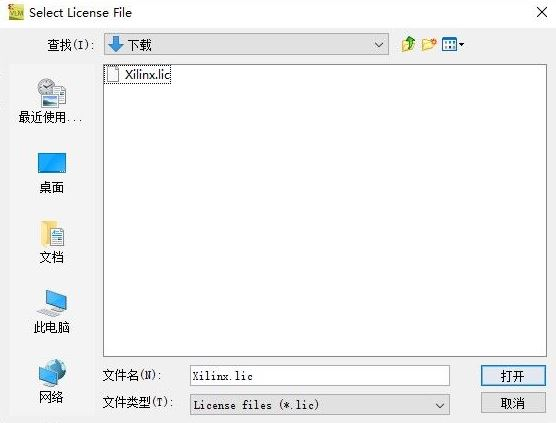 VLM
Select License File
查找(I):
下载
Xilinx.lic
最近使用...
桌面
文档
此电脑
网络
文件名(N):
Xilinx.lic
打开
文件类型(T):
License files (*.lic)
取消